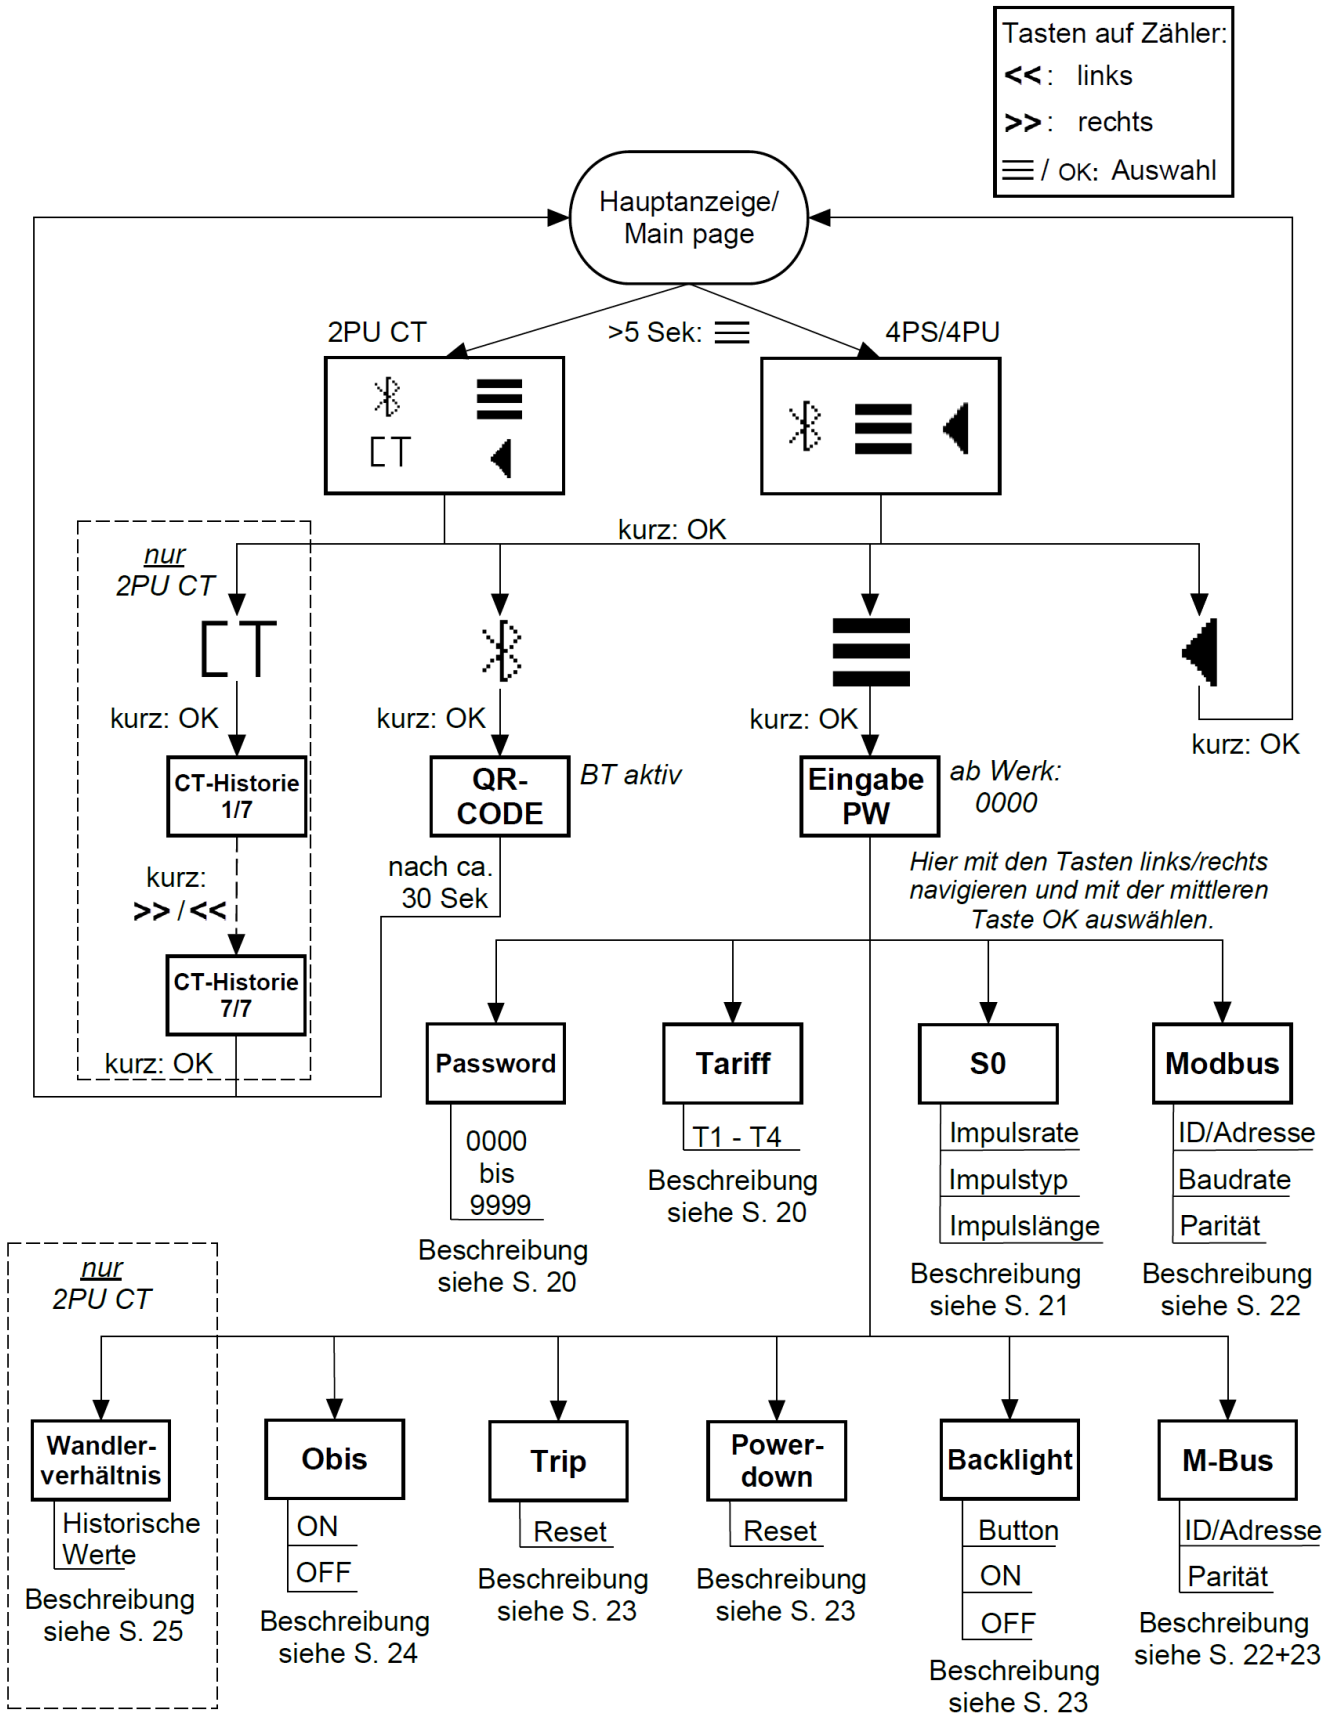 Tasten auf Zähler:
<<: links
>>: rechts
☰ / OK: Auswahl
Hauptanzeige/
Main page
2PU CT
>5 Sek: ☰
4PS/4PU
CT
kurz: OK
nur
2PU CT
CT
kurz: OK
kurz: OK
kurz: OK
kurz: OK
CT-Historie
1/7
QR-
CODE
BT aktiv
Eingabe
PW
ab Werk:
0000
kurz:
>> / <<
nach ca.
30 Sek
Hier mit den Tasten links/rechts
navigieren und mit der mittleren
Taste OK auswählen.
CT-Historie
7/7
kurz: OK
Password
0000
bis
9999
Beschreibung
siehe S. 20
Tariff
T1 - T4
Beschreibung
siehe S. 20
S0
Impulsrate
Impulstyp
Impulslänge
Beschreibung
siehe S. 21
Modbus
ID/Adresse
Baudrate
Parität
Beschreibung
siehe S. 22
nur
2PU CT
Wandler-
verhältnis
Historische
Werte
Beschreibung
siehe S. 25
Obis
ON
OFF
Beschreibung
siehe S. 24
Trip
Reset
Beschreibung
siehe S. 23
Power-
down
Reset
Beschreibung
siehe S. 23
Backlight
Button
ON
OFF
Beschreibung
siehe S. 23
M-Bus
ID/Adresse
Parität
Beschreibung
siehe S. 22+23